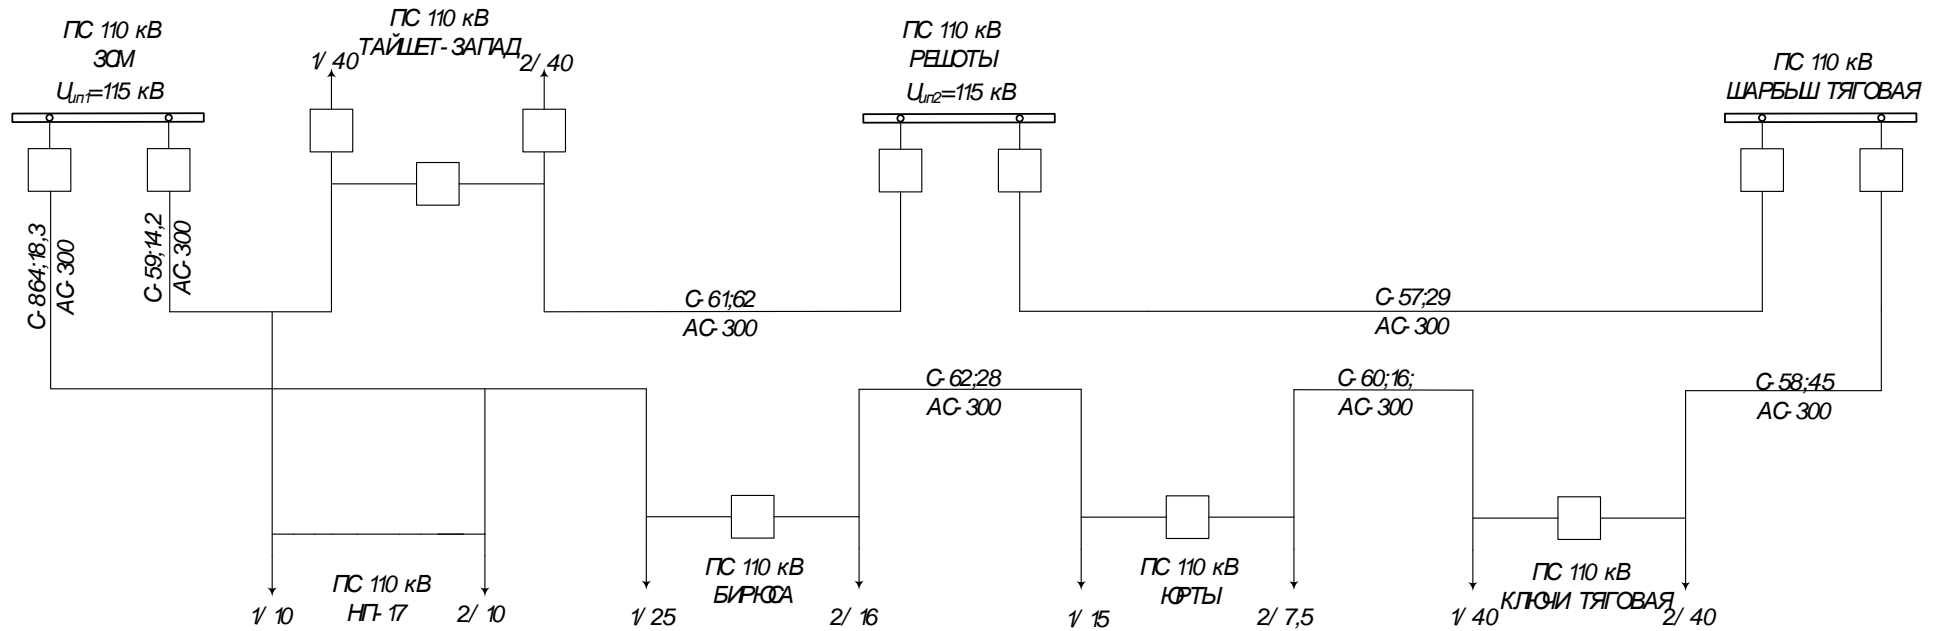 ПС 110 кВ
ЗСМ
Uип1=115 кВ
ПС 110 кВ
ТАЙШЕТ-ЗАПАД
1/ 40
2/ 40
ПС 110 кВ
РЕШОТЫ
Uип2=115 кВ
ПС 110 кВ
ШАРБЫШ ТЯГОВАЯ
С-864;18,3
АС-300
С-59;14,2
АС-300
С-61;62
АС-300
С-57;29
АС-300
С-62;28
АС-300
С-60;16;
АС-300
С-58;45
АС-300
1/ 10
ПС 110 кВ
НП-17
2/ 10
1/ 25
ПС 110 кВ
БИРЮСА
2/ 16
1/ 15
ПС 110 кВ
ЮРТЫ
2/ 7,5
1/ 40
ПС 110 кВ
КЛЮЧИ ТЯГОВАЯ
2/ 40